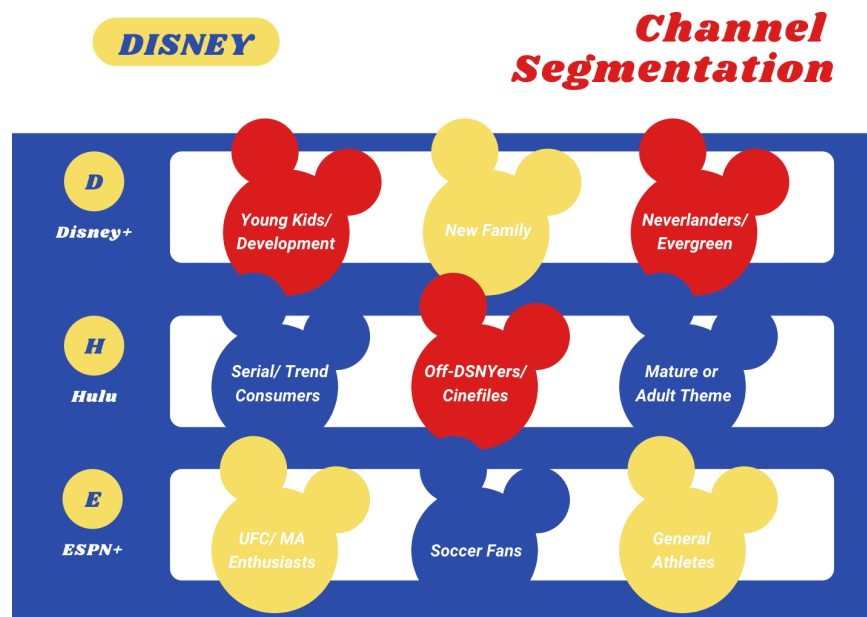 DISNEY
Channel
Segmentation
D
Disney+
Young Kids/
Development
New Family
Neverlanders/
Evergreen
H
Hulu
Serial/ Trend
Consumers
Off-DSNYers/
Cinefiles
Mature or
Adult Theme
E
ESPN+
UFC/ MA
Enthusiasts
Soccer Fans
General
Athletes